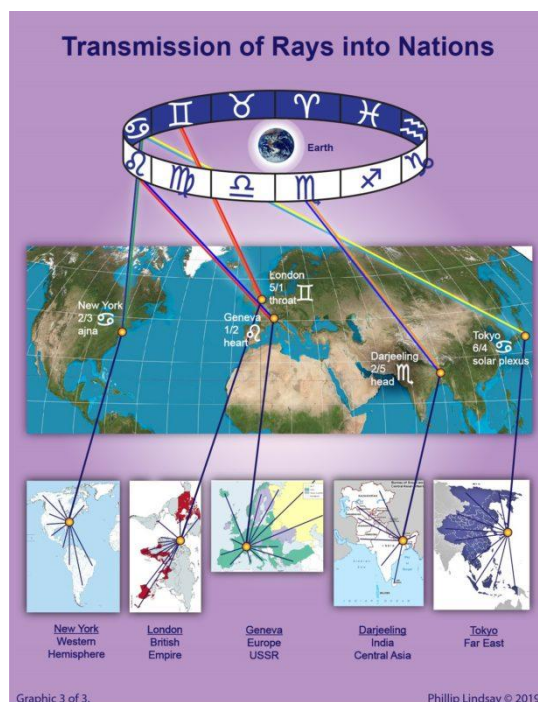 Transmission of Rays into Nations
Earth
London
5/1
throat
New York
2/3
ajna
Geneva
1/2
heart
Tokyo
6/4
solar plexus
Darjeeling
2/5
head
New York
Western
Hemisphere
London
British
Empire
Geneva
Europe
USSR
Darjeeling
India
Central Asia
Tokyo
Far East
Graphic 3 of 3.
Phillip Lindsay © 2019